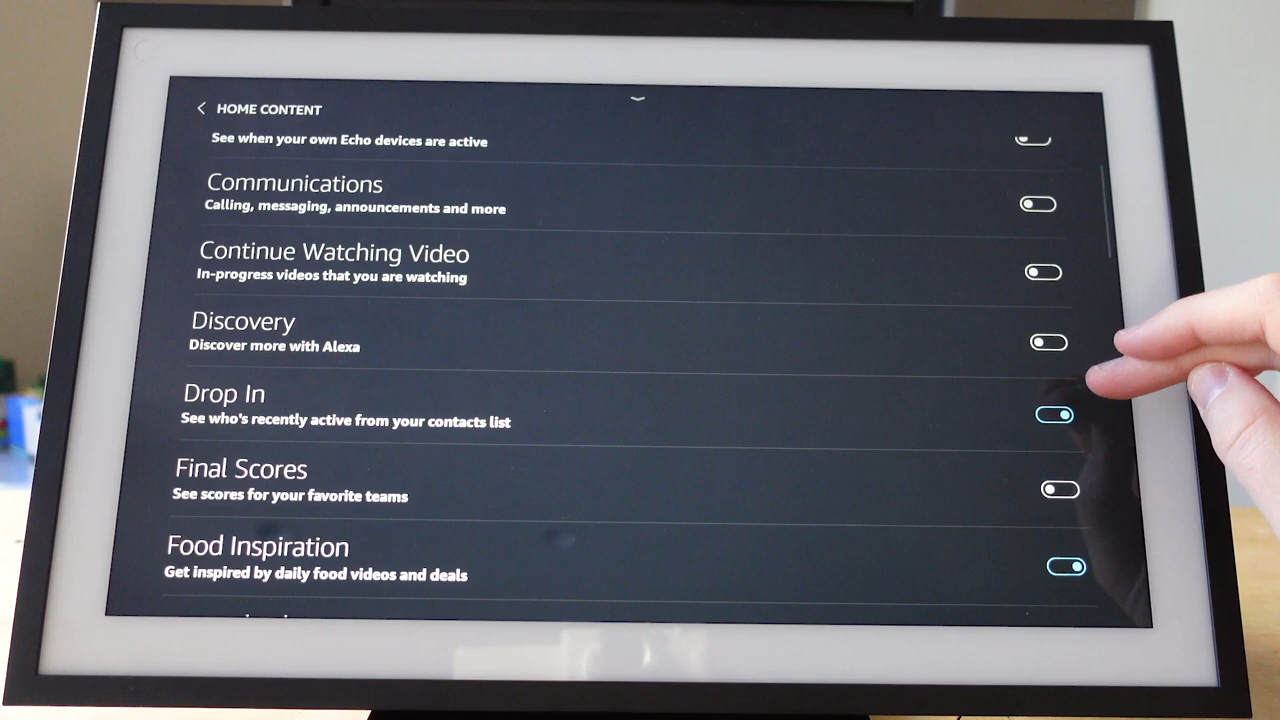 HOME CONTENT
See when your own Echo devices are active
Communications
Calling, messaging, announcements and more
Continue Watching Video
In-progress videos that you are watching
Discovery
Discover more with Alexa
Drop In
See who's recently active from your contacts list
Final Scores
See scores for your favorite teams
Food Inspiration
Get inspired by daily food videos and deals